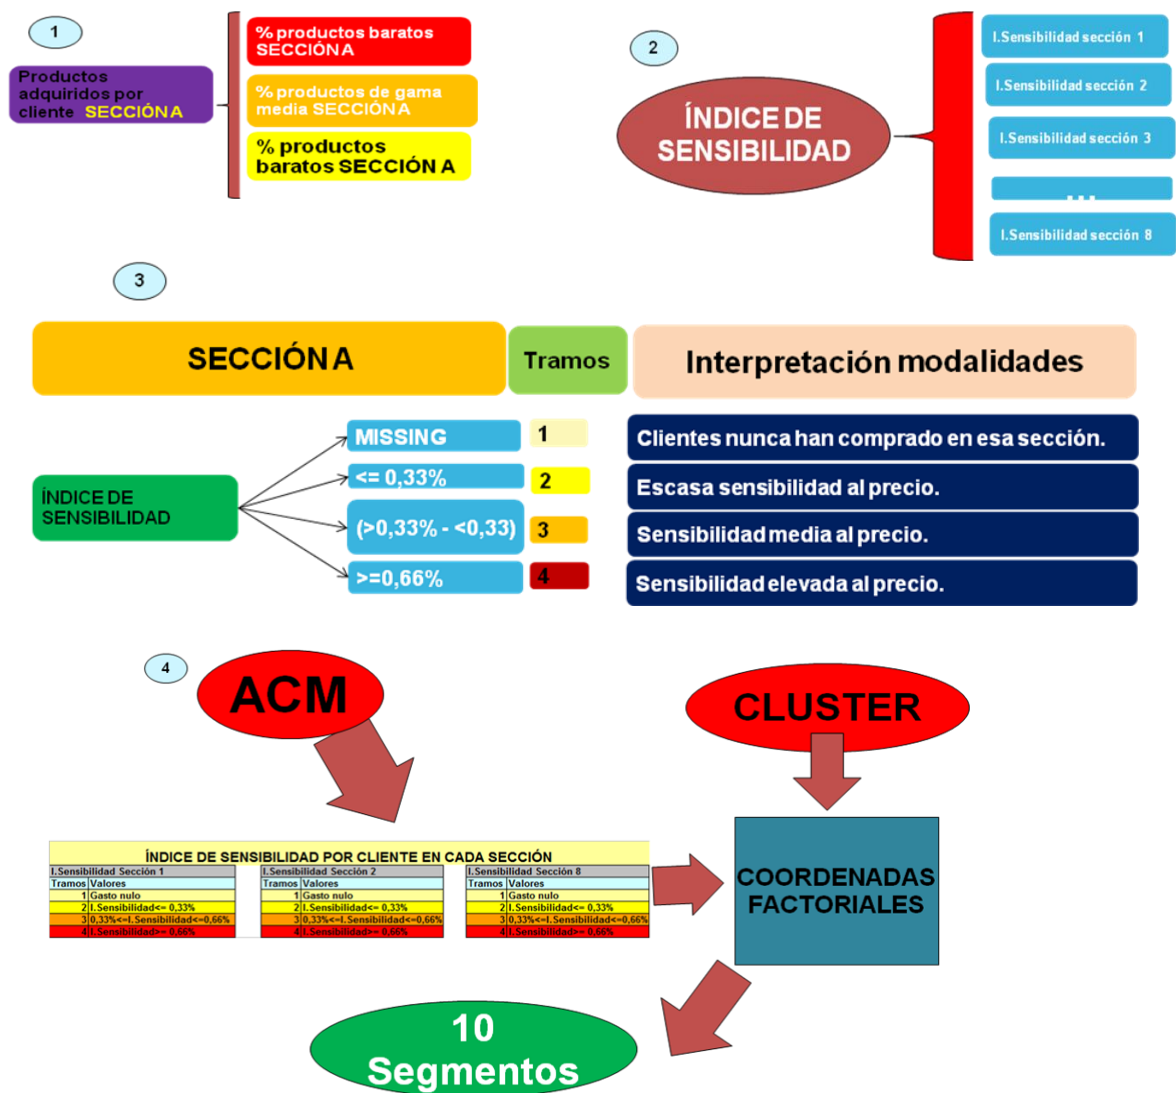 1
Productos
adquiridos por
cliente SECCIÓN A
% productos baratos
SECCIÓN A
% productos de gama
media SECCIÓN A
% productos
baratos SECCIÓN A
2
ÍNDICE DE
SENSIBILIDAD
I.Sensibilidad sección 1
I.Sensibilidad sección 2
I.Sensibilidad sección 3
...
I.Sensibilidad sección 8
3
SECCIÓN A
Tramos
Interpretación modalidades
ÍNDICE DE
SENSIBILIDAD
MISSING
1
Clientes nunca han comprado en esa sección.
<= 0,33%
2
Escasa sensibilidad al precio.
(>0,33% - <0,33)
3
Sensibilidad media al precio.
>=0,66%
4
Sensibilidad elevada al precio.
4
ACM
CLUSTER
ÍNDICE DE SENSIBILIDAD POR CLIENTE EN CADA SECCIÓN
I.Sensibilidad Sección 1
Tramos Valores
1 Gasto nulo
2 I.Sensibilidad<= 0,33%
3 0,33%<=I.Sensibilidad<=0,66%
4 I.Sensibilidad>= 0,66%
I.Sensibilidad Sección 2
Tramos Valores
1 Gasto nulo
2 I.Sensibilidad<= 0,33%
3 0,33%<=I.Sensibilidad<=0,66%
4 I.Sensibilidad>= 0,66%
I.Sensibilidad Sección 8
Tramos Valores
1 Gasto nulo
2 I.Sensibilidad<= 0,33%
3 0,33%<=I.Sensibilidad<=0,66%
4 I.Sensibilidad>= 0,66%
COORDENADAS
FACTORIALES
10
Segmentos